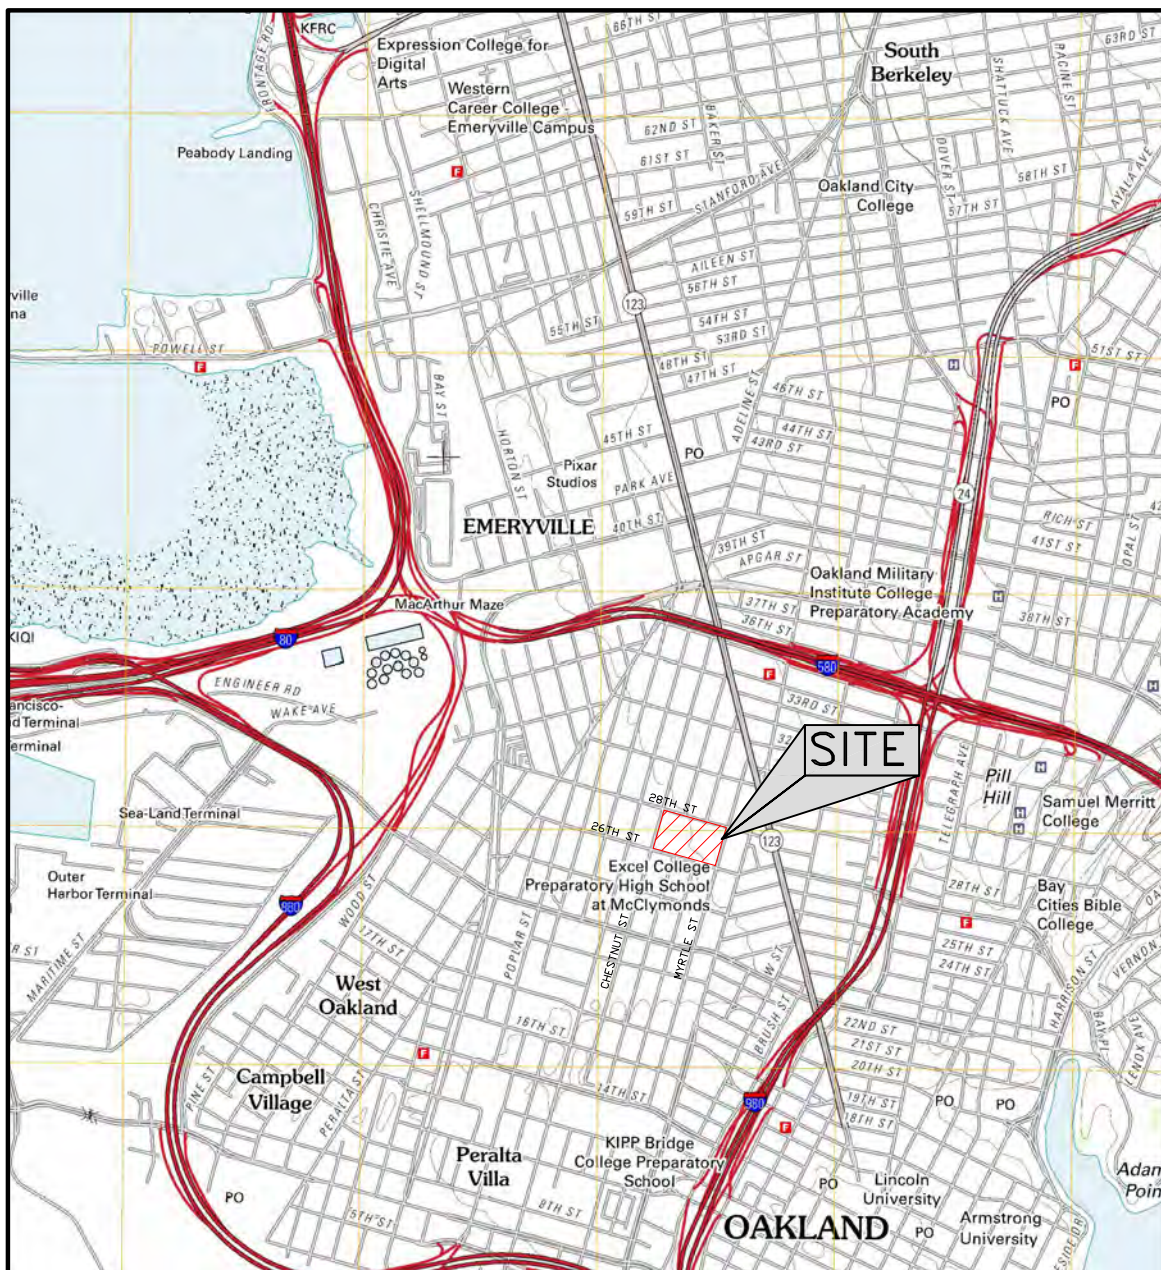 KFRC
FRONTAGE RD
Expression College for
Digital
Arts
Western
Career College
Emeryville Campus
66TH ST
South
Berkeley
63RD ST
RACINE ST
SHATTUCK AVE
BAKER ST
62ND ST
61ST ST
Peabody Landing
STANFORD AVE
DOVER ST
58TH ST
AYALA AVE
Oakland City
College
57TH ST
59TH ST
SHELLMOUND ST
CHRISTIE AVE
AILEEN ST
56TH ST
ville
na
123
54TH ST
53RD ST
55TH ST
POWELL ST
48TH ST
47TH ST
51ST ST
BAY ST
ADELINE ST
46TH ST
PO
44TH ST
43RD ST
HORTON ST
45TH ST
PO
Pixar
Studios
PARK AVE
24
EMERYVILLE
40TH ST
RICH ST
41ST ST
OPAL ST
39TH ST
APGAR ST
Oakland Military
Institute College
Preparatory Academy
MacArthur Maze
37TH ST
36TH ST
38TH ST
KIQI
80
580
ENGINEER RD
WAKE AVE
ancisco-
d Terminal
erminal
33RD ST
SITE
TELEGRAPH AVE
Pill
Hill
Samuel Merritt
College
Sea-Land Terminal
28TH ST
26TH ST
123
Excel College
Preparatory High School
at McClymonds
Outer
Harbor Terminal
880
WOOD ST
28TH ST
Bay
Cities Bible
College
MARITIME ST
17TH ST
POPLAR ST
CHESTNUT ST
MYRTLE ST
W ST
25TH ST
24TH ST
HARRISON ST
VERNON
West
Oakland
BRUSH ST
BAY PL
LENOX AVE
16TH ST
22ND ST
21ST ST
20TH ST
Campbell
Village
PINE ST
PERALTA ST
14TH ST
980
19TH ST
18TH ST
PO
PO
KIPP Bridge
College Preparatory
School
Peralta
Villa
PO
Lincoln
University
Adan
Poin
PO
5TH ST
8TH ST
OAKLAND
PO
Armstrong
University
ESIDE DR